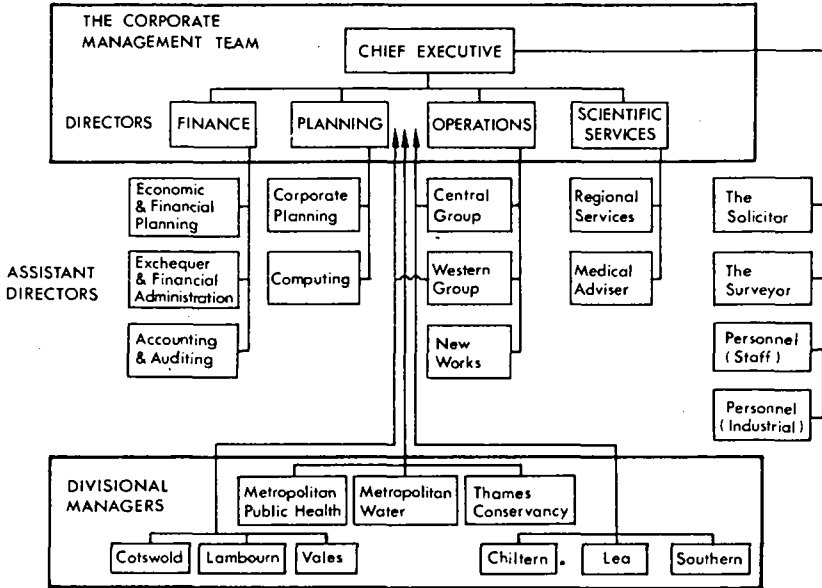 THE CORPORATE
MANAGEMENT TEAM
CHIEF EXECUTIVE
DIRECTORS
FINANCE
PLANNING
OPERATIONS
SCIENTIFIC
SERVICES
ASSISTANT
DIRECTORS
Economic
& Financial
Planning
Exchequer
& Financial
Administration
Accounting
& Auditing
Corporate
Planning
Computing
Central
Group
Western
Group
New
Works
Regional
Services
Medical
Adviser
The
Solicitor
The
Surveyor
Personnel
(Staff)
Personnel
(Industrial)
DIVISIONAL
MANAGERS
Metropolitan
Public Health
Metropolitan
Water
Thames
Conservancy
Cotswold
Lambourn
Vales
Chiltern
Lea
Southern